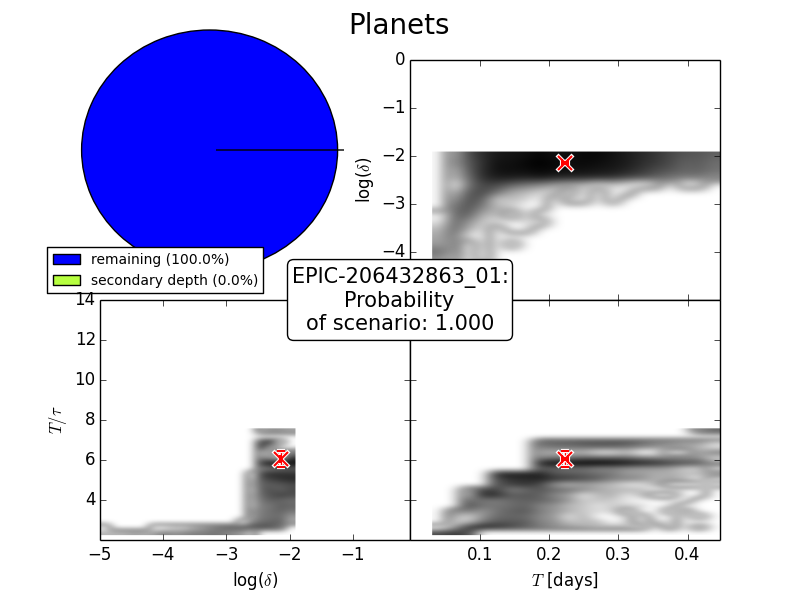 Planets
remaining (100.0%)
secondary depth (0.0%)
0
−1
−2
−3
−4
log(δ)
EPIC-206432863_01:
Probability
of scenario: 1.000
14
12
10
8
6
4
T/τ
−5
−4
−3
−2
−1
log(δ)
0.1
0.2
0.3
0.4
T [days]